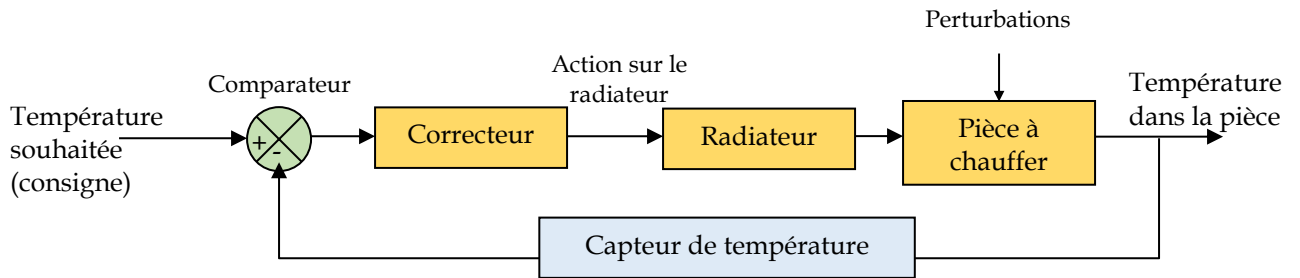 Perturbations
Comparateur
Action sur le
radiateur
Température
dans la pièce
Température
souhaitée
(consigne)
+
-
Correcteur
Radiateur
Pièce à
chauffer
Capteur de température